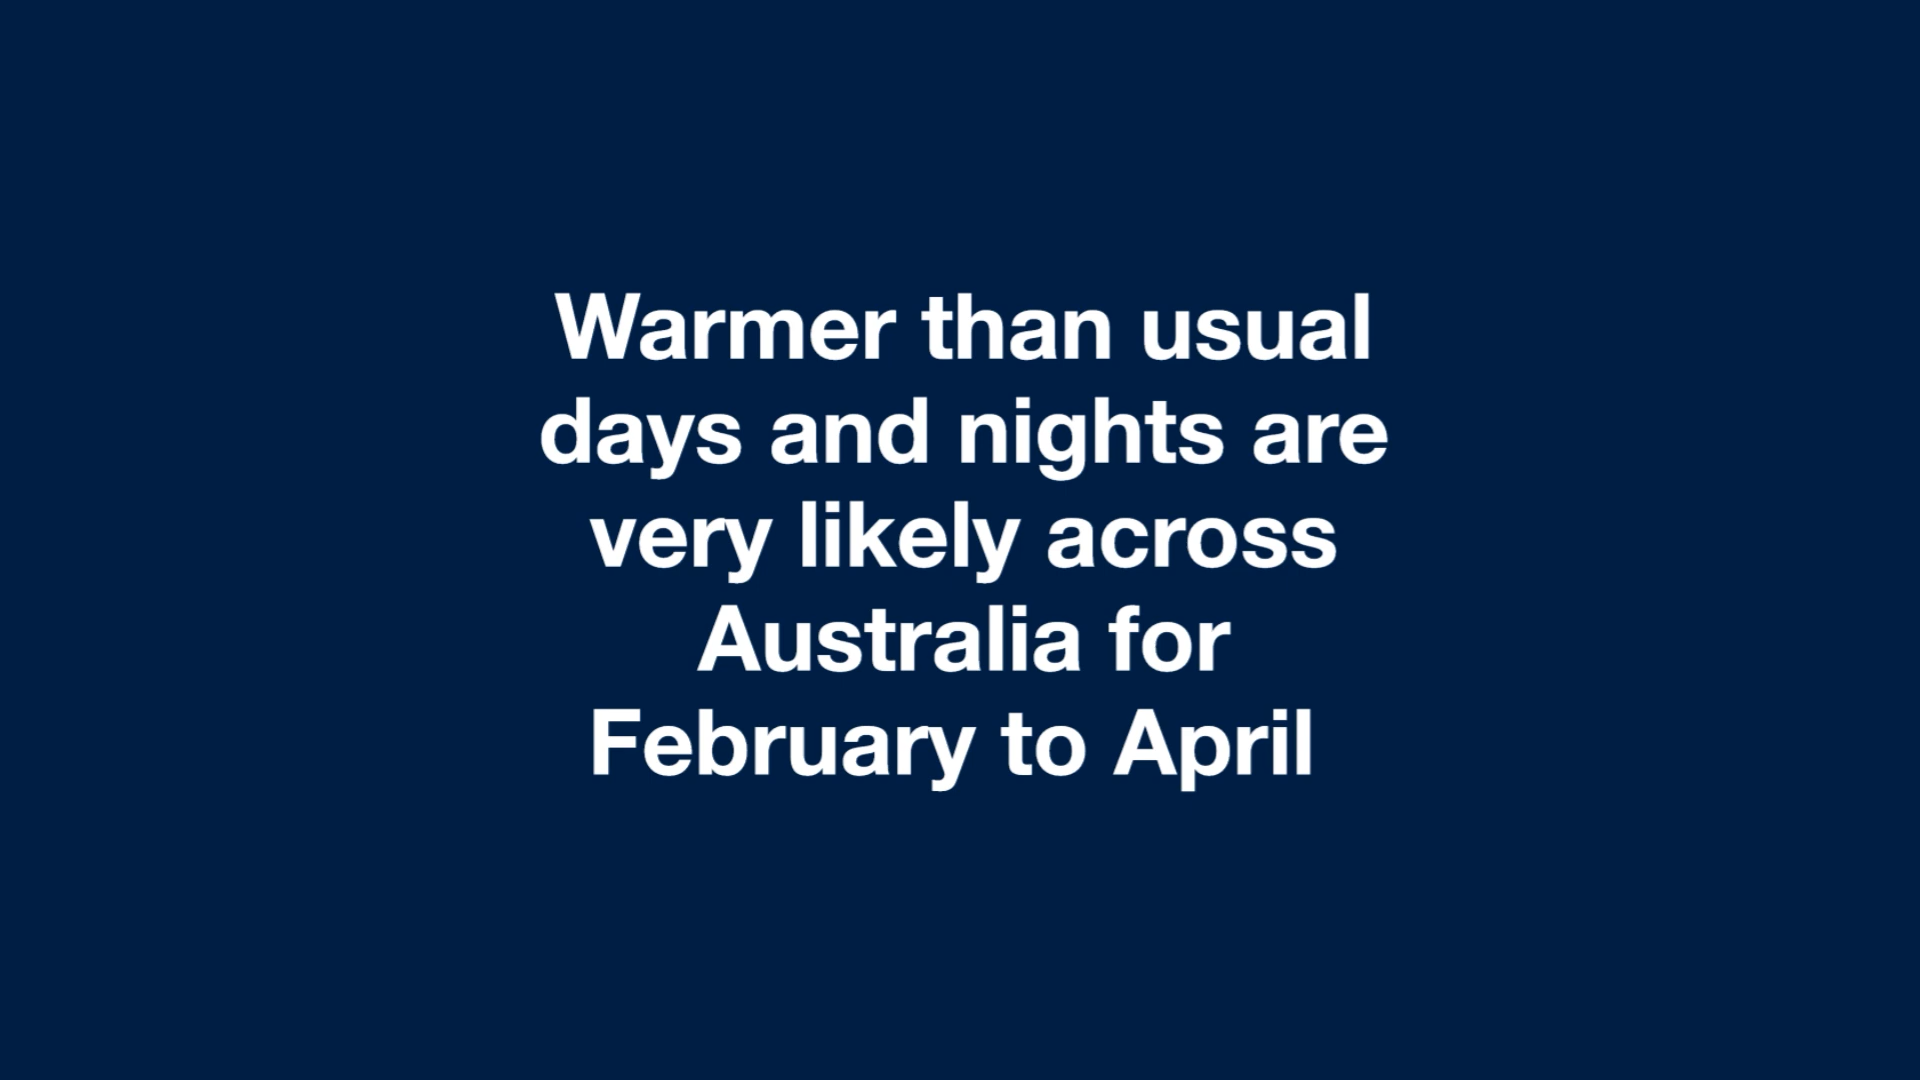 Warmer than usual
days and nights are
very likely across
Australia for
February to April